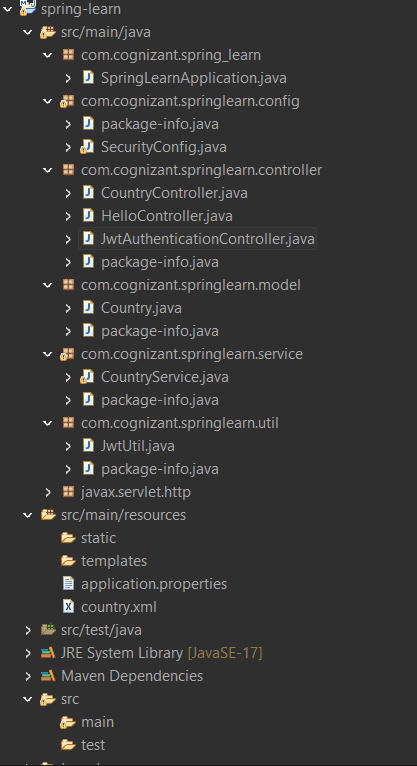 spring-learn
src/main/java
com.cognizant.spring_learn
SpringLearnApplication.java
com.cognizant.springlearn.config
package-info.java
SecurityConfig.java
com.cognizant.springlearn.controller
CountryController.java
HelloController.java
JwtAuthenticationController.java
package-info.java
com.cognizant.springlearn.model
Country.java
package-info.java
com.cognizant.springlearn.service
CountryService.java
package-info.java
com.cognizant.springlearn.util
JwtUtil.java
package-info.java
javax.servlet.http
src/main/resources
static
templates
application.properties
country.xml
src/test/java
JRE System Library [JavaSE-17]
Maven Dependencies
src
main
test